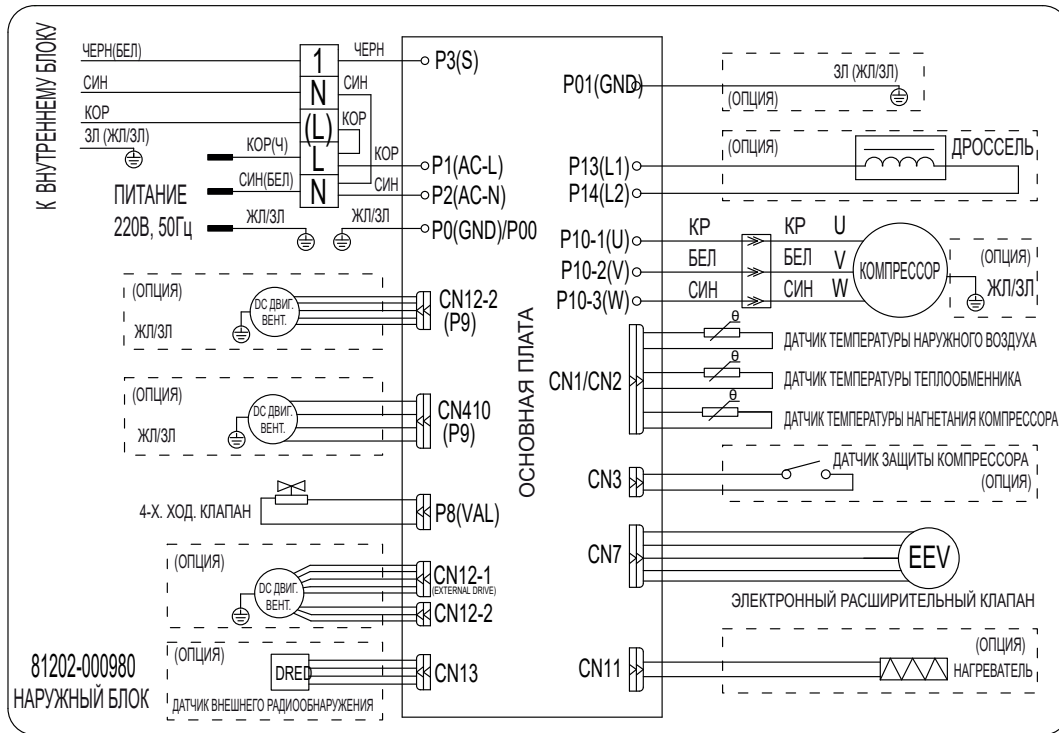 К ВНУТРЕННЕМУ БЛОКУ
ЧЕРН(БЕЛ)
СИН
КОР
ЗЛ (ЖЛ/ЗЛ)
1
N
(L)
L
N
ЧЕРН
СИН
КОР
КОР
СИН
КОР(Ч)
СИН(БЕЛ)
ЖЛ/ЗЛ
ЖЛ/ЗЛ
ПИТАНИЕ
220В, 50Гц
P3(S)
P1(AC-L)
P2(AC-N)
P0(GND)/P00
(ОПЦИЯ)
ЖЛ/ЗЛ
DC ДВИГ.
ВЕНТ.
CN12-2
(P9)
(ОПЦИЯ)
ЖЛ/ЗЛ
DC ДВИГ.
ВЕНТ.
CN410
(P9)
4-Х. ХОД. КЛАПАН
P8(VAL)
(ОПЦИЯ)
DC ДВИГ.
ВЕНТ.
CN12-1
(EXTERNAL DRIVE)
CN12-2
(ОПЦИЯ)
DRED
ДАТЧИК ВНЕШНЕГО РАДИООБНАРУЖЕНИЯ
CN13
81202-000980
НАРУЖНЫЙ БЛОК
ОСНОВНАЯ ПЛАТА
P01(GND)
(ОПЦИЯ)
ЗЛ (ЖЛ/ЗЛ)
P13(L1)
P14(L2)
(ОПЦИЯ)
ДРОССЕЛЬ
P10-1(U)
P10-2(V)
P10-3(W)
КР
БЕЛ
СИН
КР
БЕЛ
СИН
U
V
W
КОМПРЕССОР
(ОПЦИЯ)
ЖЛ/ЗЛ
CN1/CN2
θ
ДАТЧИК ТЕМПЕРАТУРЫ НАРУЖНОГО ВОЗДУХА
θ
ДАТЧИК ТЕМПЕРАТУРЫ ТЕПЛООБМЕННИКА
θ
ДАТЧИК ТЕМПЕРАТУРЫ НАГНЕТАНИЯ КОМПРЕССОРА
CN3
ДАТЧИК ЗАЩИТЫ КОМПРЕССОРА
(ОПЦИЯ)
CN7
EEV
ЭЛЕКТРОННЫЙ РАСШИРИТЕЛЬНЫЙ КЛАПАН
CN11
(ОПЦИЯ)
НАГРЕВАТЕЛЬ